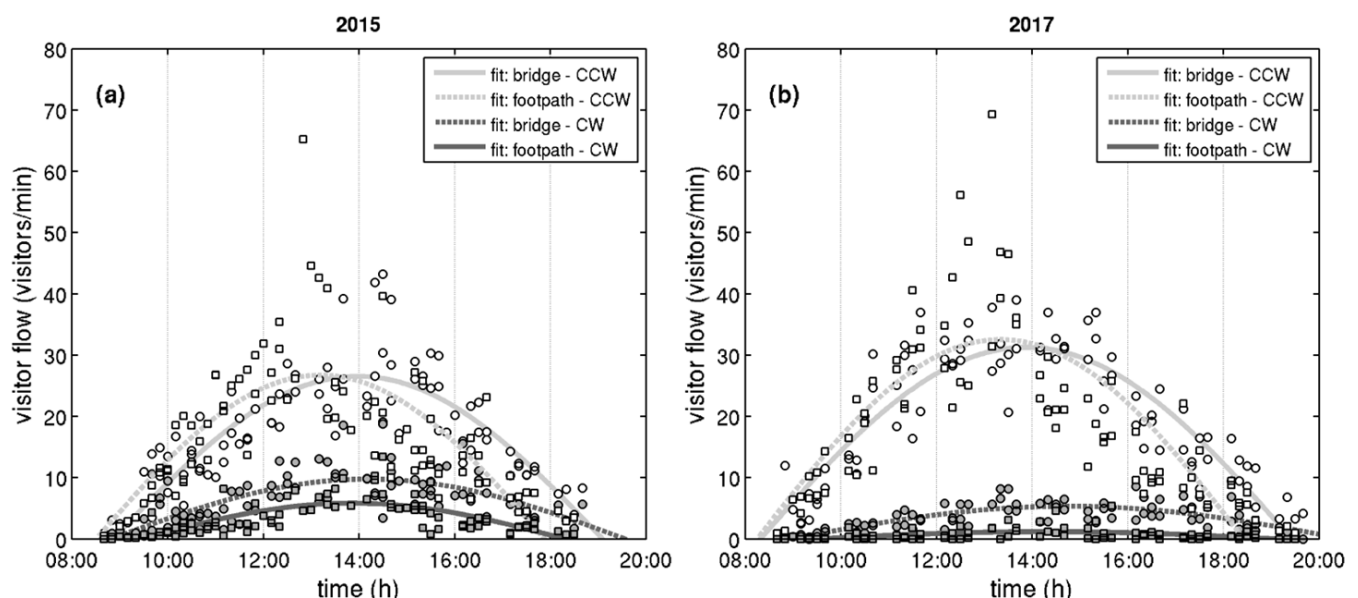 2015
80
70
60
50
40
30
20
10
0
visitor flow (visitors/min)
(a)
fit: bridge - CCW
fit: footpath - CCW
fit: bridge - CW
fit: footpath - CW
08:00 10:00 12:00 14:00 16:00 18:00 20:00
time (h)
2017
80
70
60
50
40
30
20
10
0
visitor flow (visitors/min)
(b)
fit: bridge - CCW
fit: footpath - CCW
fit: bridge - CW
fit: footpath - CW
08:00 10:00 12:00 14:00 16:00 18:00 20:00
time (h)